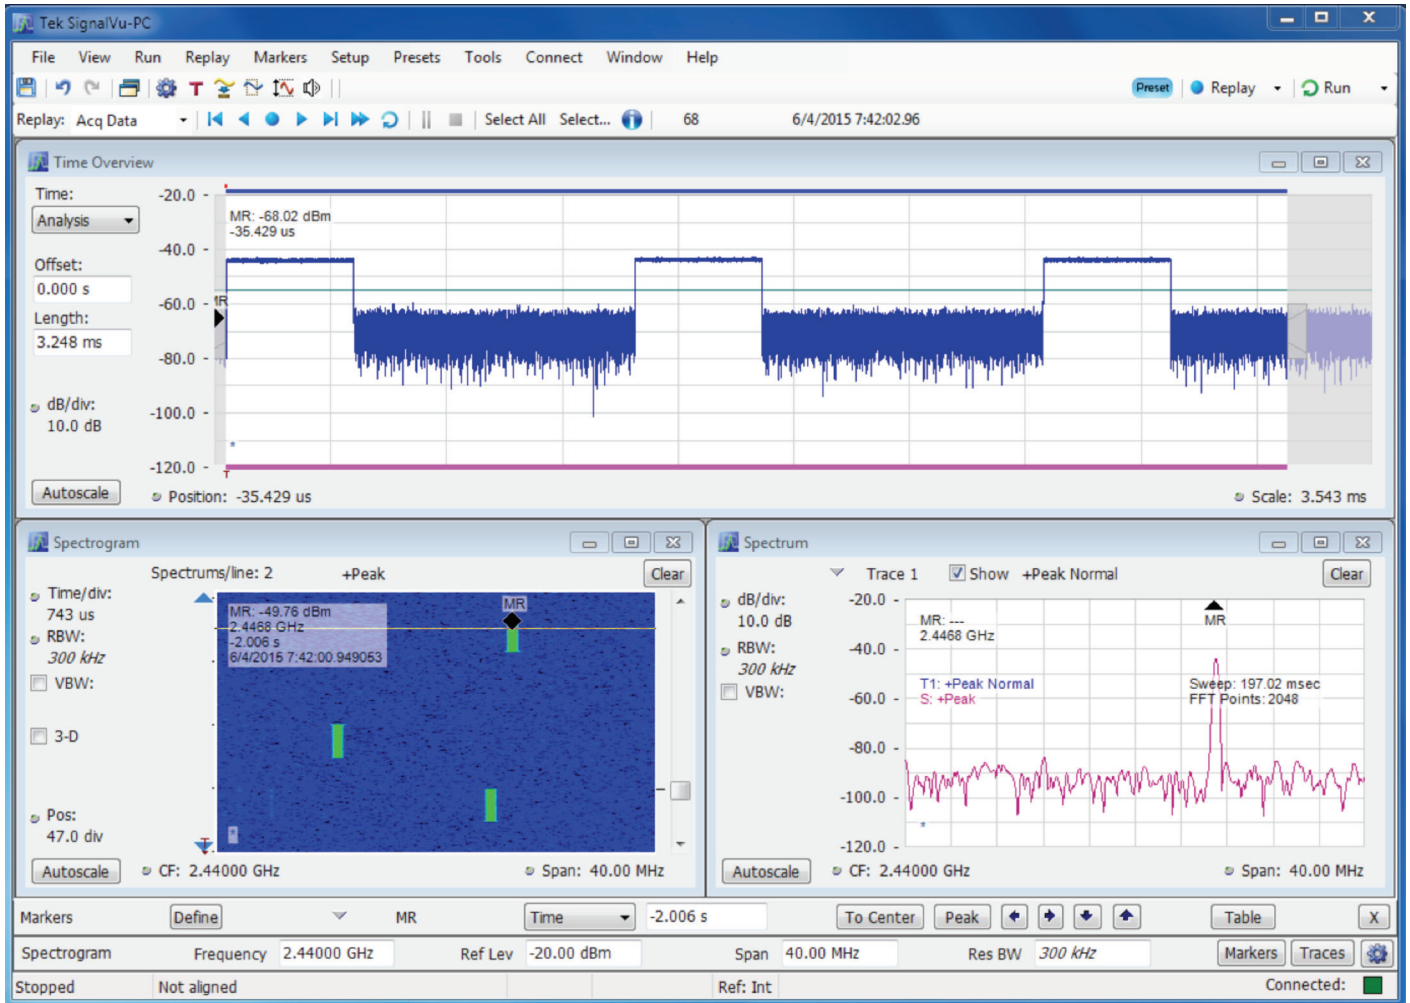 Tek SignalVu-PC
File View Run Replay Markers Setup Presets Tools Connect Window Help
Preset Replay Run
Replay: Acq Data Select All Select... 68 6/4/2015 7:42:02.96
Time Overview
Time:
Analysis
Offset:
0.000 s
Length:
3.248 ms
dB/div:
10.0 dB
Autoscale
-20.0
-40.0
-60.0
-80.0
-100.0
-120.0
MR: -68.02 dBm
-35.429 us
MR
T
Position: -35.429 us
Scale: 3.543 ms
Spectrogram
Spectrums/line: 2 +Peak Clear
Time/div:
743 us
RBW:
300 kHz
VBW:
3-D
Pos:
47.0 div
MR: -49.76 dBm
2.4468 GHz
-2.006 s
6/4/2015 7:42:00.949053
MR
T
Autoscale CF: 2.44000 GHz Span: 40.00 MHz
Spectrum
Trace 1 Show +Peak Normal Clear
dB/div:
10.0 dB
RBW:
300 kHz
VBW:
-20.0
-40.0
-60.0
-80.0
-100.0
-120.0
MR: ---
2.4468 GHz
MR
T1: +Peak Normal
S: +Peak
Sweep: 197.02 msec
FFT Points: 2048
Autoscale CF: 2.44000 GHz Span: 40.00 MHz
Markers Define MR Time -2.006 s To Center Peak Table X
Spectrogram Frequency 2.44000 GHz Ref Lev -20.00 dBm Span 40.00 MHz Res BW 300 kHz Markers Traces
Stopped Not aligned Ref: Int Connected: